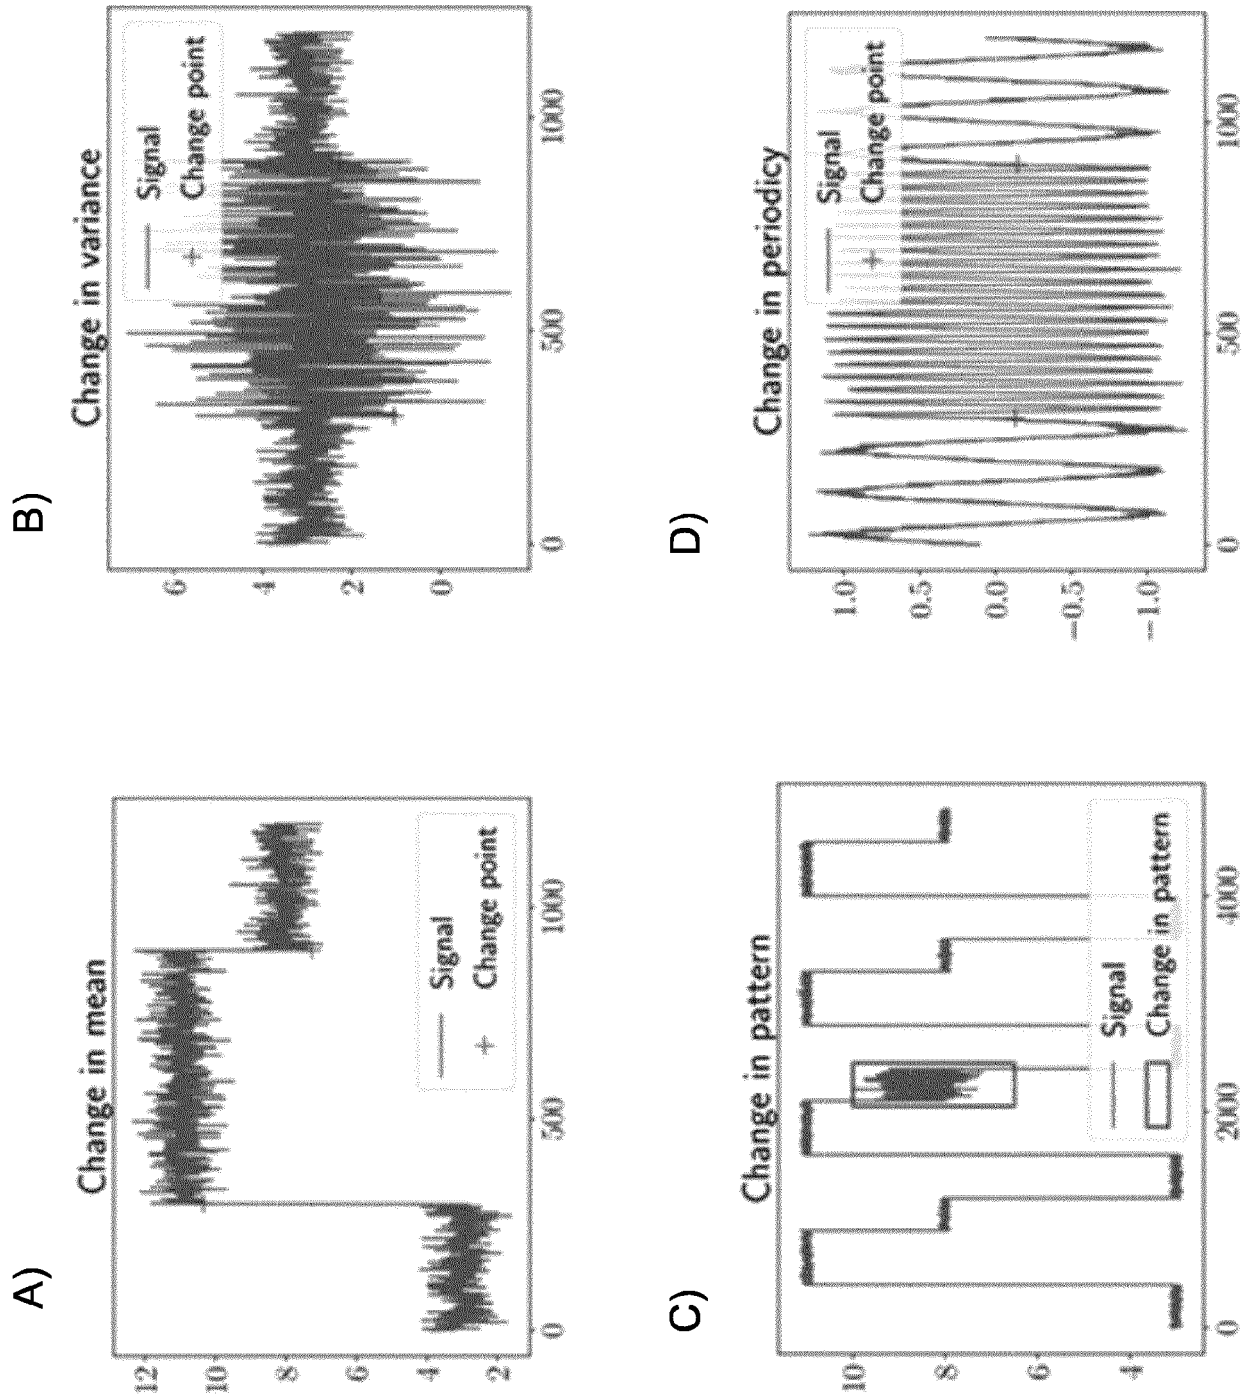 A)
Change in mean
12
10
8
6
4
2
0
500
1000
Signal
Change point
B)
Change in variance
6
4
2
0
0
500
1000
Signal
Change point
C)
Change in pattern
10
8
6
4
0
2000
4000
Signal
Change in pattern
D)
Change in periodicy
1.0
0.5
0.0
−0.5
−1.0
0
500
1000
Signal
Change point